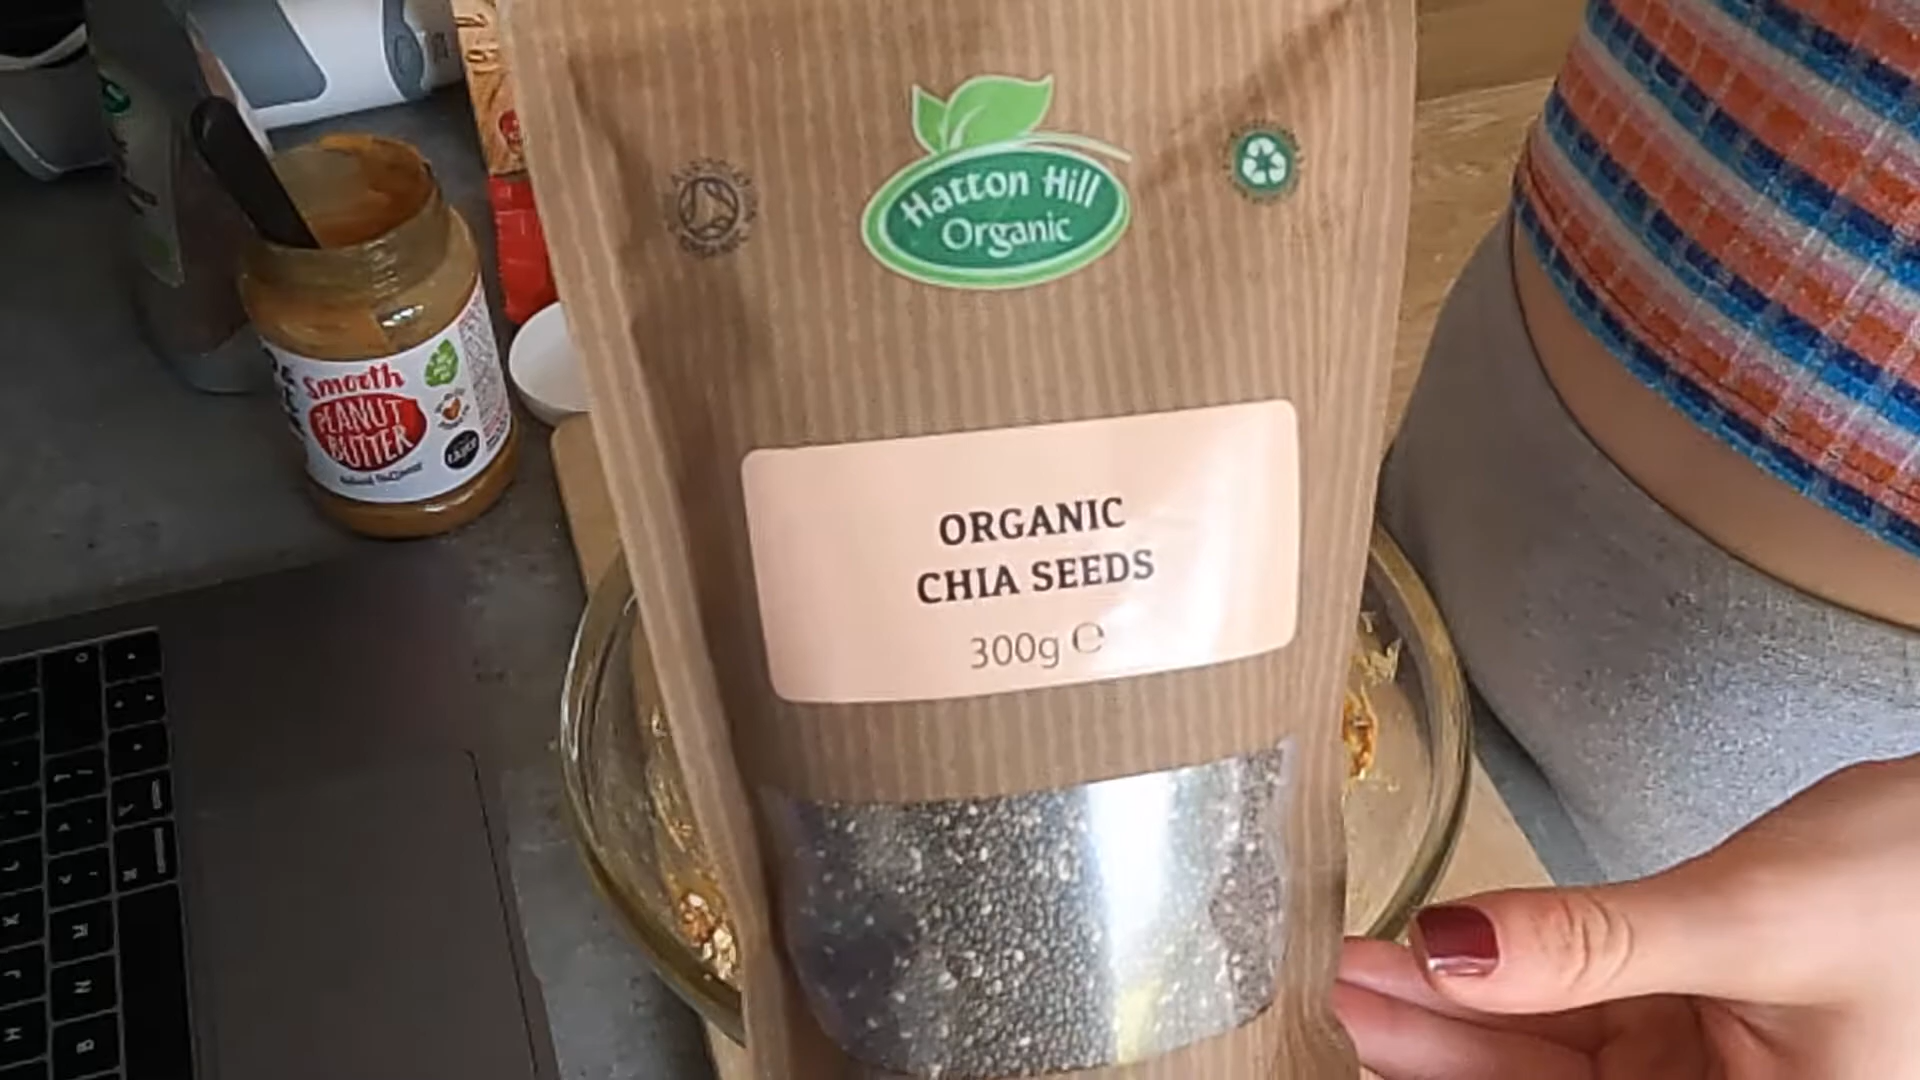 Hatton Hill
Organic
ORGANIC
CHIA SEEDS
300g ℮
Smooth
PEANUT
BUTTER